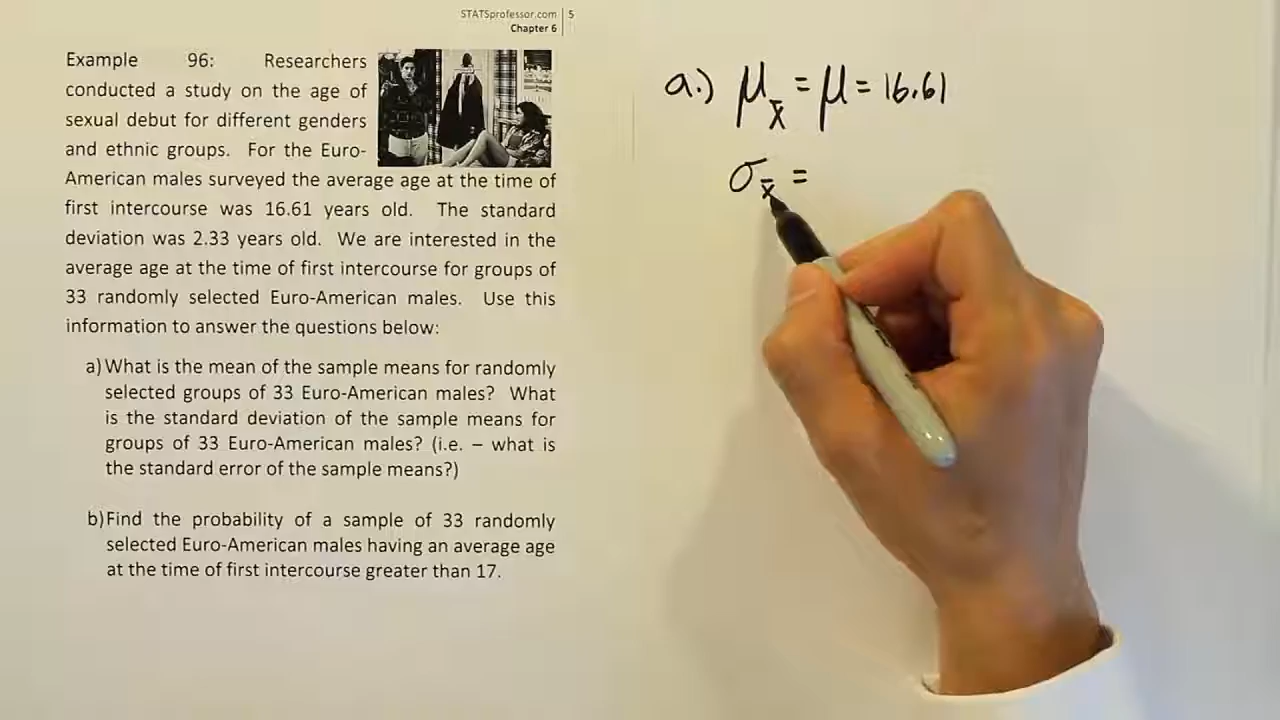 STATSprofessor.com | 5
Chapter 6
Example 96: Researchers
conducted a study on the age of
sexual debut for different genders
and ethnic groups. For the Euro-
American males surveyed the average age at the time of
first intercourse was 16.61 years old. The standard
deviation was 2.33 years old. We are interested in the
average age at the time of first intercourse for groups of
33 randomly selected Euro-American males. Use this
information to answer the questions below:
a) What is the mean of the sample means for randomly
selected groups of 33 Euro-American males? What
is the standard deviation of the sample means for
groups of 33 Euro-American males? (i.e. – what is
the standard error of the sample means?)
b) Find the probability of a sample of 33 randomly
selected Euro-American males having an average age
at the time of first intercourse greater than 17.
a.) μx̄ = μ = 16.61
σx̄ =